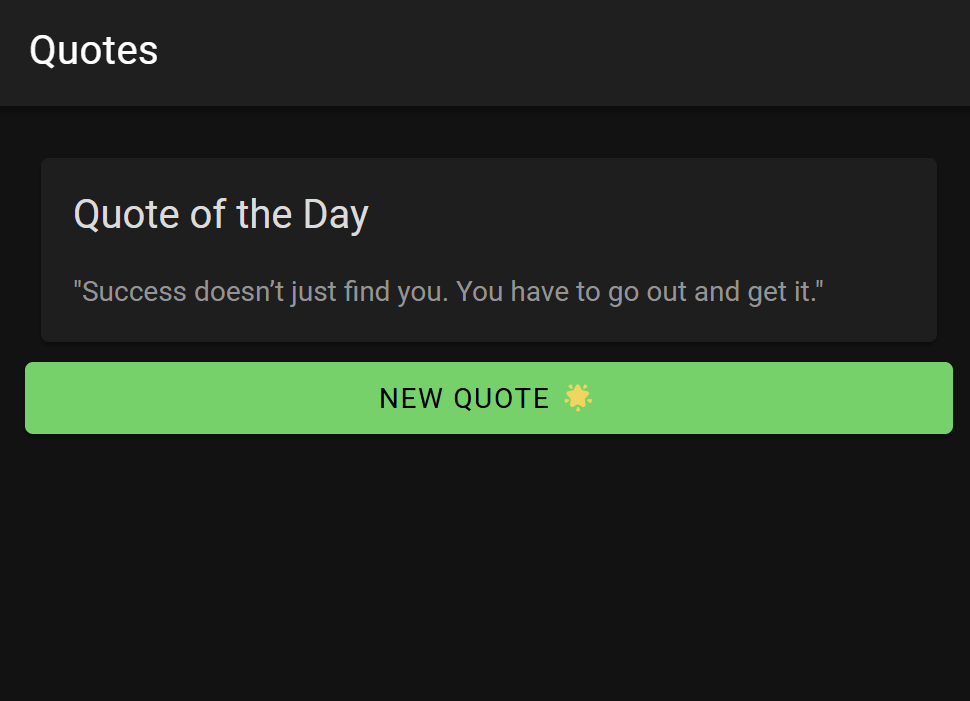 Quotes
Quote of the Day
"Success doesn’t just find you. You have to go out and get it."
NEW QUOTE 🌟